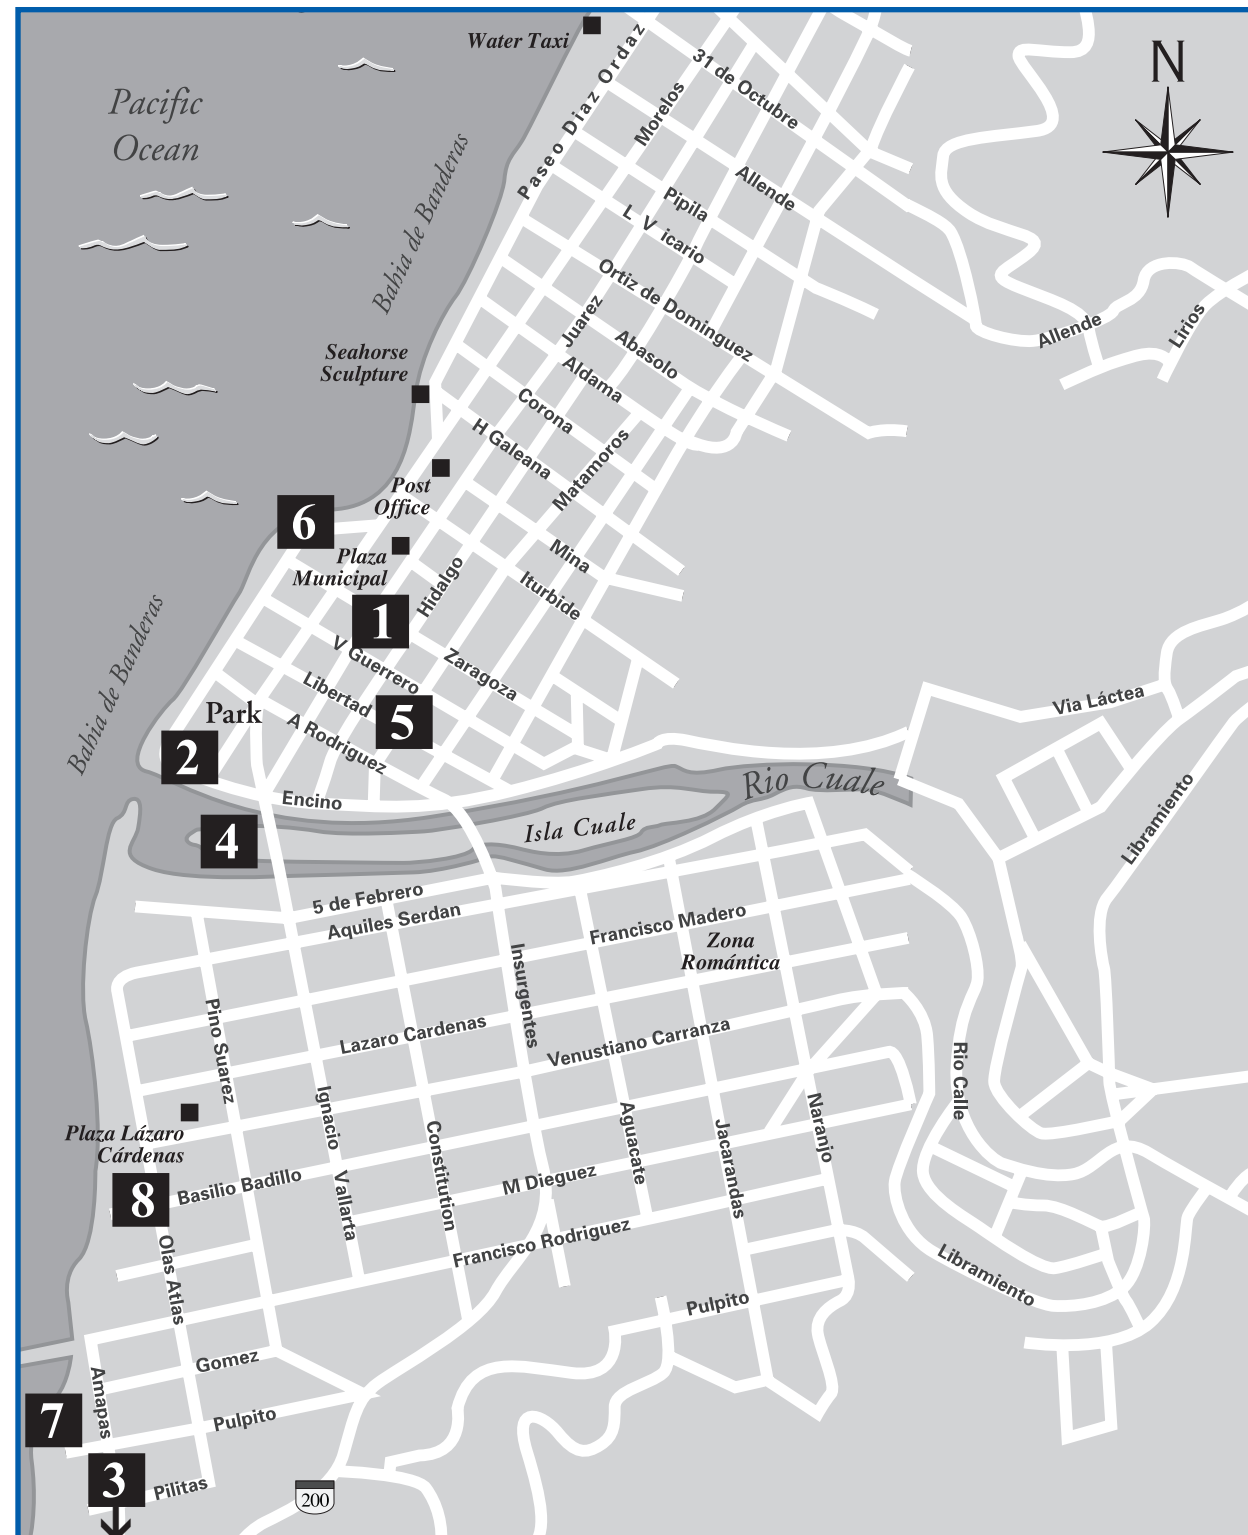 Water Taxi
N
Pacific
Ocean
Paseo Diaz Ordaz
31 de Octubre
Morelos
Bahia de Banderas
Allende
Pipila
L V icario
Ortiz de Dominguez
Juarez
Allende
Lirios
Seahorse
Sculpture
Abasolo
Aldama
Corona
H Galeana
Matamoros
Post
Office
6
Plaza
Municipal
Mina
Hidalgo
Iturbide
1
Bahia de Banderas
V Guerrero
Zaragoza
Libertad
5
Park
A Rodriguez
Via Láctea
2
Encino
Rio Cuale
Isla Cuale
Libramiento
4
5 de Febrero
Aquiles Serdan
Francisco Madero
Zona
Romántica
Insurgentes
Pino Suarez
Lazaro Cardenas
Venustiano Carranza
Rio Calle
Ignacio Vallarta
Constitution
Aguacate
Jacarandas
Naranjo
Plaza Lázaro
Cárdenas
8
Basilio Badillo
M Dieguez
Francisco Rodriguez
Olas Atlas
Libramiento
Pulpito
Gomez
Amapas
7
Pulpito
3
Pilitas
200